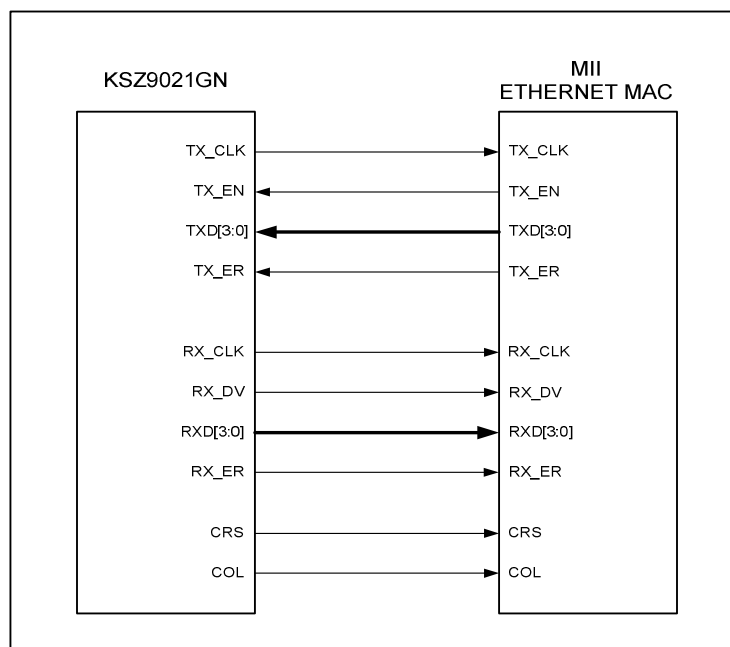 KSZ9021GN
MII
ETHERNET MAC
TX_CLK TX_CLK
TX_EN TX_EN
TXD[3:0] TXD[3:0]
TX_ER TX_ER
RX_CLK RX_CLK
RX_DV RX_DV
RXD[3:0] RXD[3:0]
RX_ER RX_ER
CRS CRS
COL COL